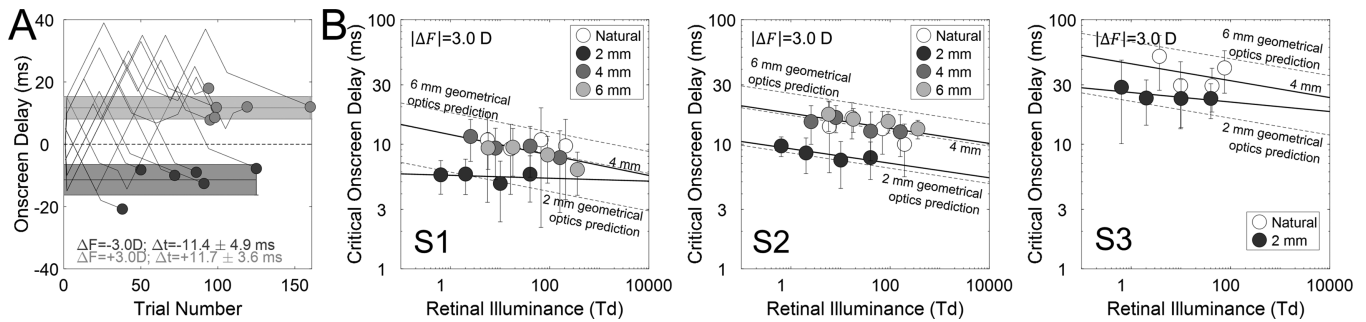 A
Onscreen Delay (ms)
40
20
0
-20
-40
ΔF=-3.0D; Δt=-11.4 ± 4.9 ms
ΔF=+3.0D; Δt=+11.7 ± 3.6 ms
0
50
100
150
Trial Number
B
Critical Onscreen Delay (ms)
100
30
10
3
1
|ΔF|=3.0 D
Natural
2 mm
4 mm
6 mm
6 mm geometrical
optics prediction
4 mm
2 mm geometrical
optics prediction
S1
1
10
100
10000
Retinal Illuminance (Td)
Critical Onscreen Delay (ms)
100
30
10
3
1
|ΔF|=3.0 D
Natural
2 mm
4 mm
6 mm
6 mm geometrical
optics prediction
4 mm
2 mm geometrical
optics prediction
S2
1
10
100
10000
Retinal Illuminance (Td)
Critical Onscreen Delay (ms)
100
30
10
3
1
|ΔF|=3.0 D
6 mm geometrical
optics prediction
4 mm
2 mm geometrical
optics prediction
Natural
2 mm
S3
1
10
100
10000
Retinal Illuminance (Td)